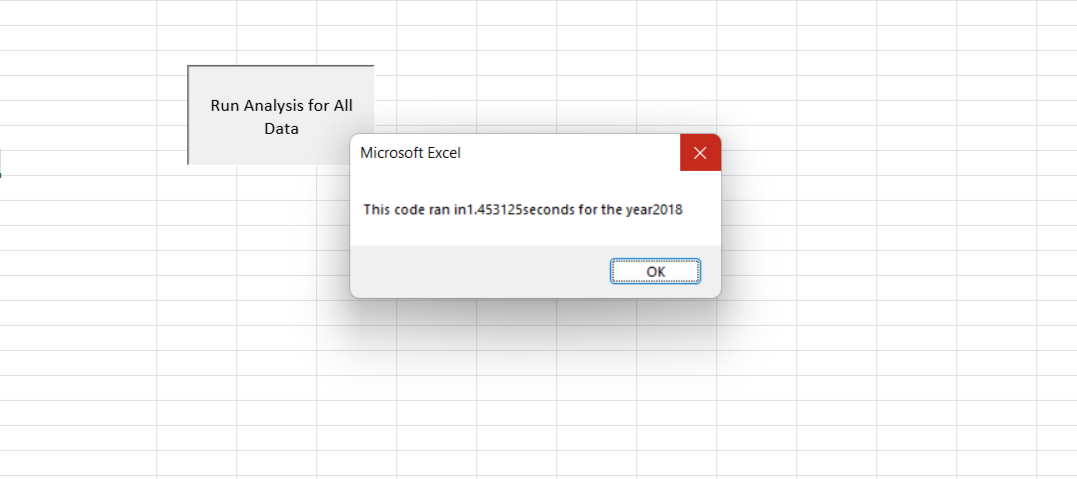 Run Analysis for All
Data
Microsoft Excel
This code ran in1.453125seconds for the year2018
OK